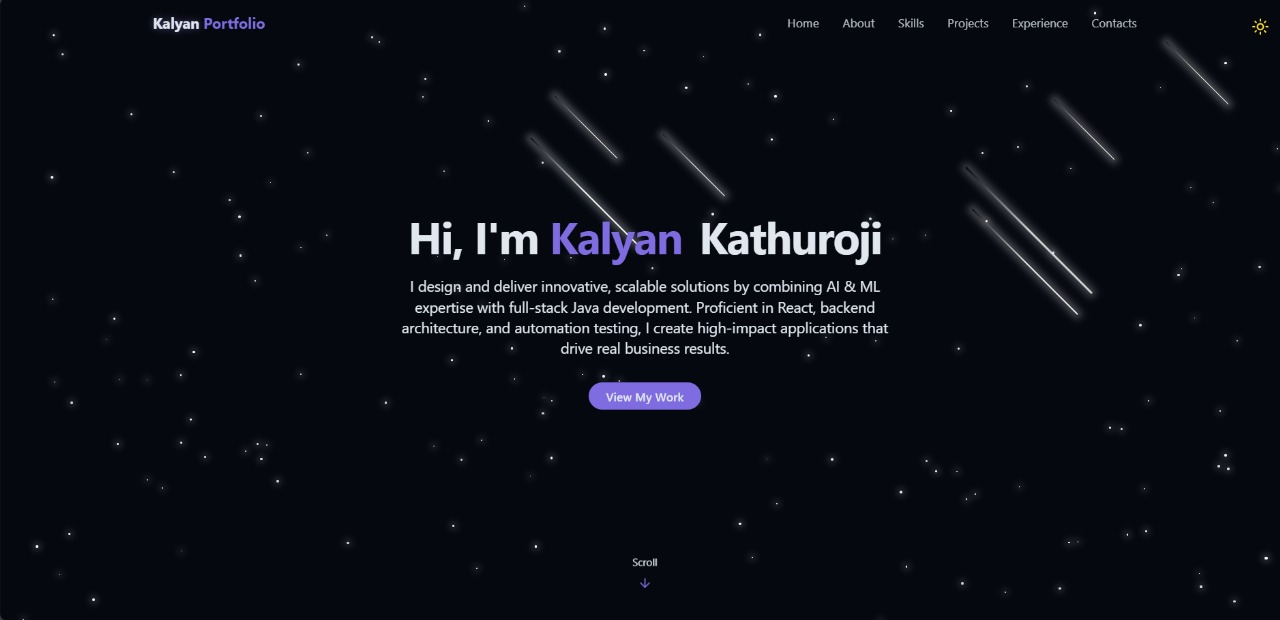 Kalyan Portfolio
Home About Skills Projects Experience Contacts
Hi, I'm Kalyan Kathuroji
I design and deliver innovative, scalable solutions by combining AI & ML
expertise with full-stack Java development. Proficient in React, backend
architecture, and automation testing, I create high-impact applications that
drive real business results.
View My Work
Scroll